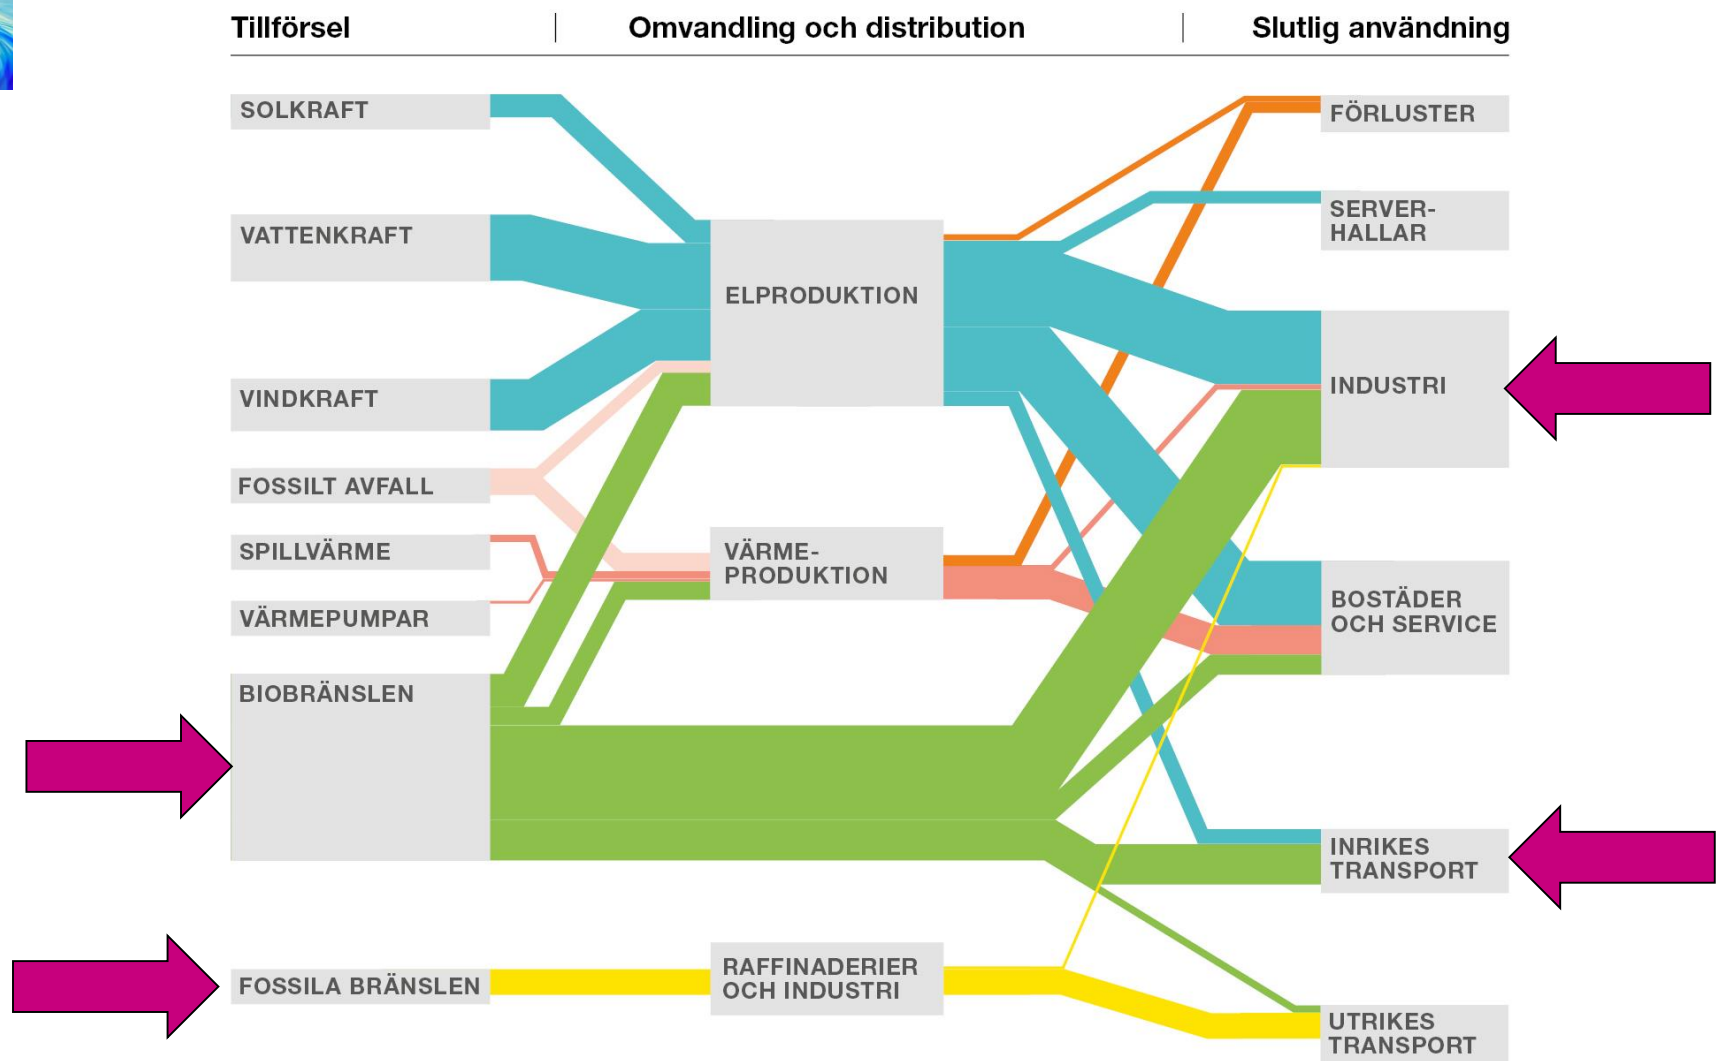 Tillförsel
Omvandling och distribution
Slutlig användning
SOLKRAFT
VATTENKRAFT
VINDKRAFT
FOSSILT AVFALL
SPILLVÄRME
VÄRMEPUMPAR
BIOBRÄNSLEN
FOSSILA BRÄNSLEN
ELPRODUKTION
VÄRME-
PRODUKTION
RAFFINADERIER
OCH INDUSTRI
FÖRLUSTER
SERVER-
HALLAR
INDUSTRI
BOSTÄDER
OCH SERVICE
INRIKES
TRANSPORT
UTRIKES
TRANSPORT